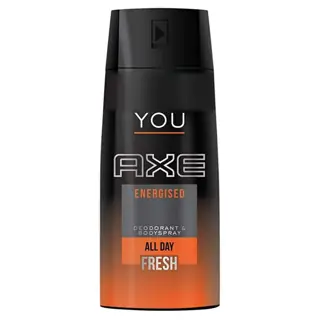 YOU
AXE
ENERGISED
DEODORANT &
BODYSPRAY
ALL DAY
FRESH